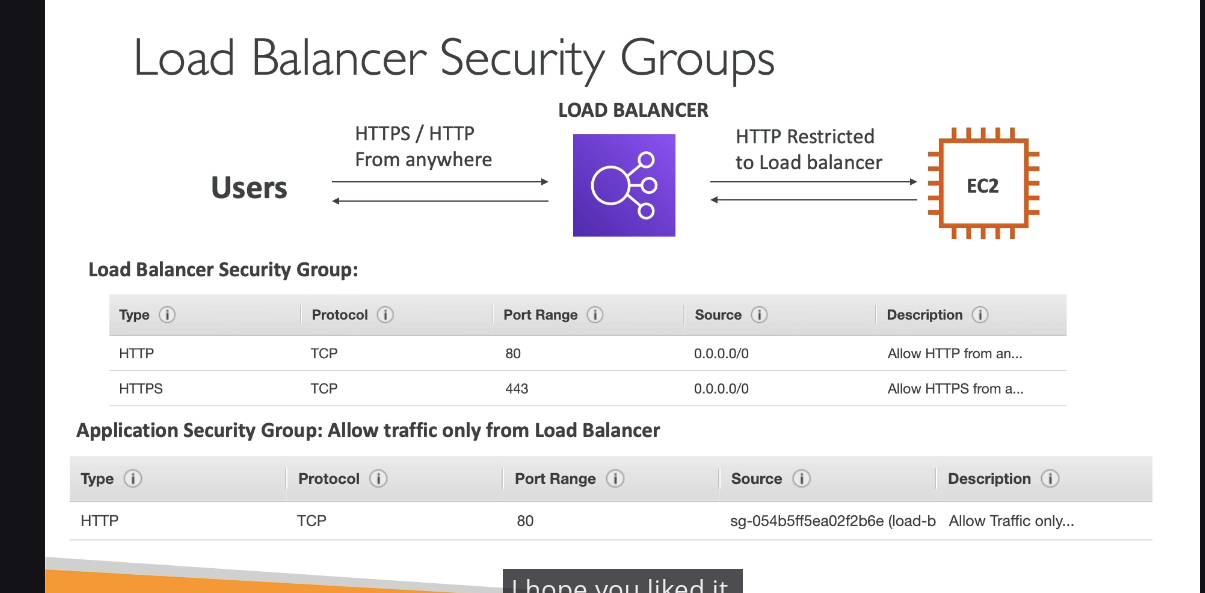 Load Balancer Security Groups
LOAD BALANCER
HTTPS / HTTP
From anywhere
HTTP Restricted
to Load balancer
Users
EC2
Load Balancer Security Group:
Type Protocol Port Range Source Description
HTTP TCP 80 0.0.0.0/0 Allow HTTP from an...
HTTPS TCP 443 0.0.0.0/0 Allow HTTPS from a...
Application Security Group: Allow traffic only from Load Balancer
Type Protocol Port Range Source Description
HTTP TCP 80 sg-054b5ff5ea02f2b6e (load-b Allow Traffic only...
I hope you liked it